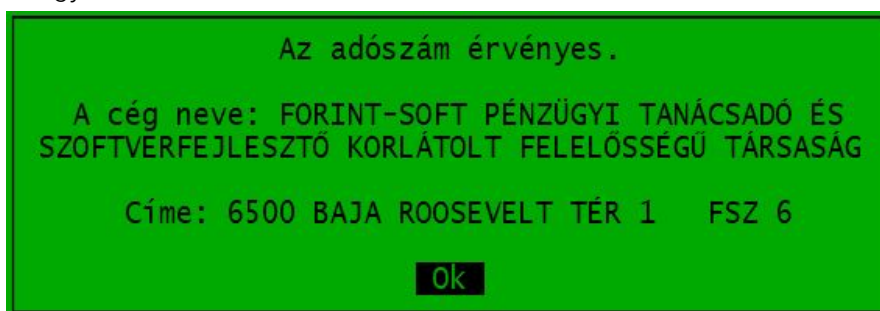 Az adószám érvényes.
A cég neve: FORINT-SOFT PÉNZÜGYI TANÁCSADÓ ÉS
SZOFTVERFEJLESZTŐ KORLÁTOLT FELELŐSSÉGŰ TÁRSASÁG
Címe: 6500 BAJA ROOSEVELT TÉR 1 FSZ 6
Ok